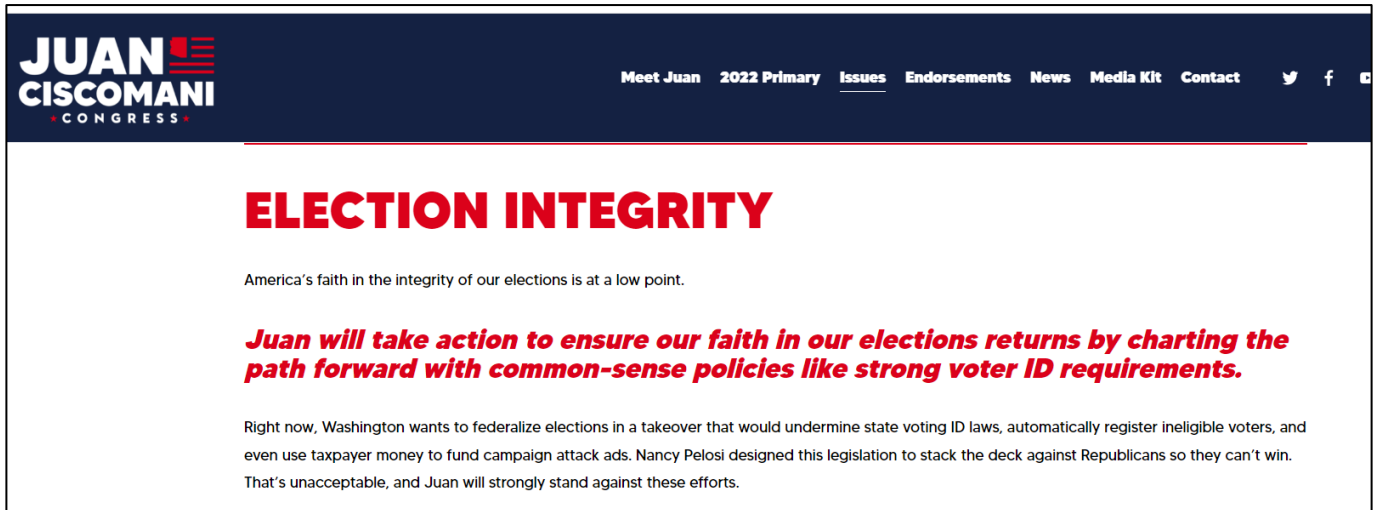 JUAN
CISCOMANI
CONGRESS
Meet Juan 2022 Primary Issues Endorsements News Media Kit Contact
ELECTION INTEGRITY
America's faith in the integrity of our elections is at a low point.
Juan will take action to ensure our faith in our elections returns by charting the
path forward with common-sense policies like strong voter ID requirements.
Right now, Washington wants to federalize elections in a takeover that would undermine state voting ID laws, automatically register ineligible voters, and
even use taxpayer money to fund campaign attack ads. Nancy Pelosi designed this legislation to stack the deck against Republicans so they can't win.
That's unacceptable, and Juan will strongly stand against these efforts.